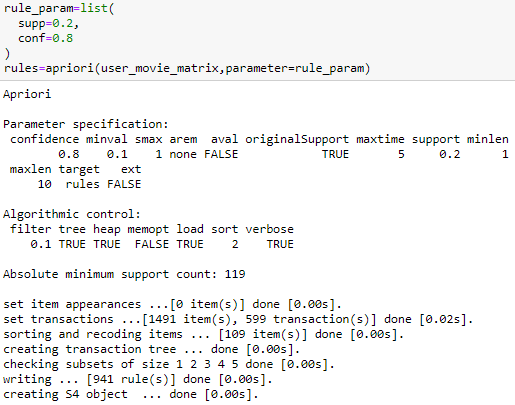 rule_param=list(
  supp=0.2,
  conf=0.8
)
rules=apriori(user_movie_matrix,parameter=rule_param)
Apriori

Parameter specification:
 confidence minval smax arem  aval originalSupport maxtime support minlen
        0.8    0.1    1 none FALSE            TRUE       5     0.2      1
 maxlen target   ext
     10  rules FALSE

Algorithmic control:
 filter tree heap memopt load sort verbose
    0.1 TRUE TRUE  FALSE TRUE    2    TRUE

Absolute minimum support count: 119

set item appearances ...[0 item(s)] done [0.00s].
set transactions ...[1491 item(s), 599 transaction(s)] done [0.02s].
sorting and recoding items ... [109 item(s)] done [0.00s].
creating transaction tree ... done [0.00s].
checking subsets of size 1 2 3 4 5 done [0.00s].
writing ... [941 rule(s)] done [0.00s].
creating S4 object  ... done [0.00s].